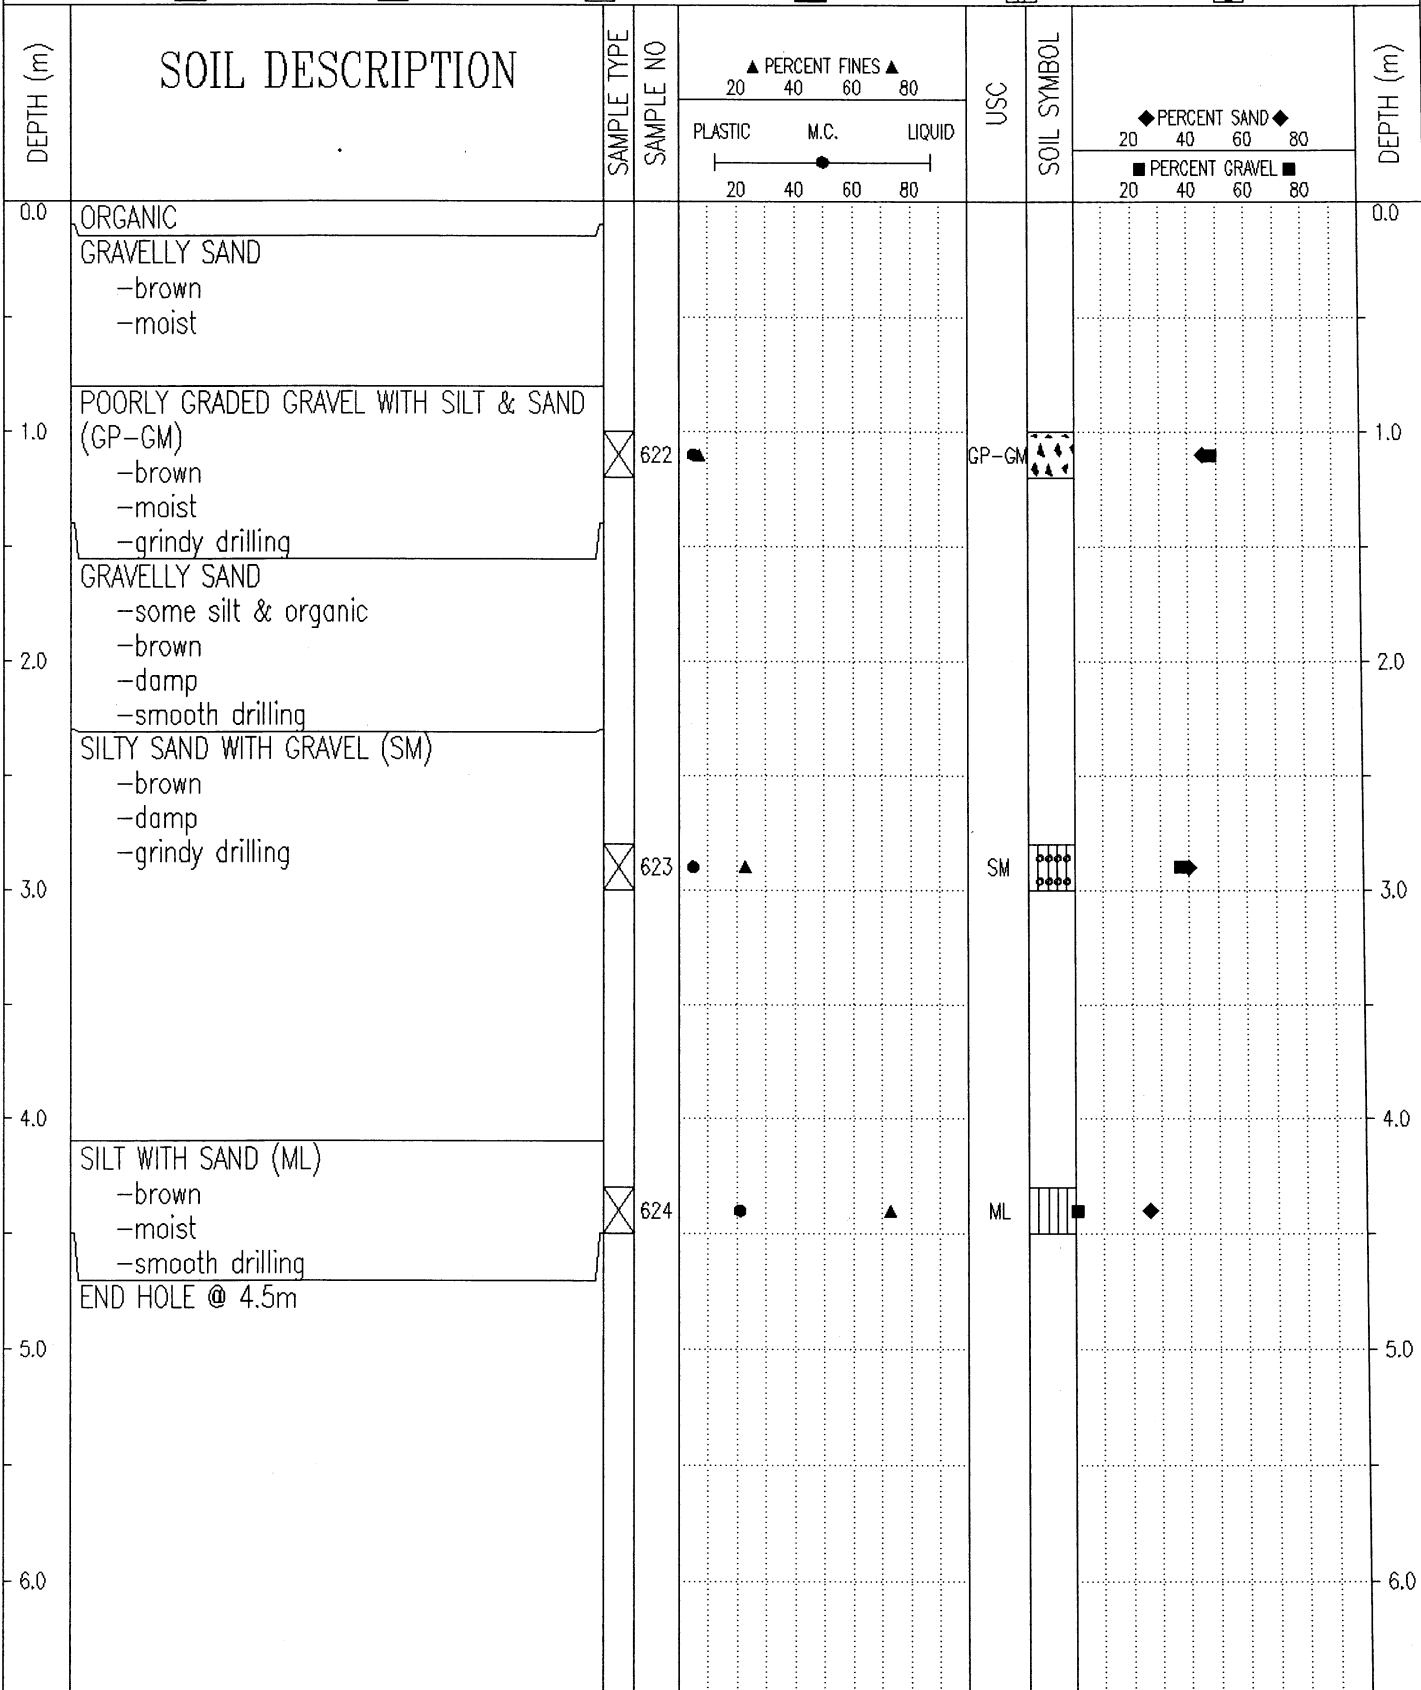 DEPTH (m)
SOIL DESCRIPTION
SAMPLE TYPE
SAMPLE NO
▲ PERCENT FINES ▲
20 40 60 80
PLASTIC M.C. LIQUID
20 40 60 80
USC
SOIL SYMBOL
◆PERCENT SAND◆
20 40 60 80
■ PERCENT GRAVEL ■
20 40 60 80
DEPTH (m)
0.0 ORGANIC 0.0
GRAVELLY SAND
-brown
-moist
POORLY GRADED GRAVEL WITH SILT & SAND
1.0 (GP-GM) 1.0
622 GP-GM
-brown
-moist
-grindy drilling
GRAVELLY SAND
-some silt & organic
-brown
2.0 2.0
-damp
-smooth drilling
SILTY SAND WITH GRAVEL (SM)
-brown
-damp
-grindy drilling
623 SM
3.0 3.0
4.0 4.0
SILT WITH SAND (ML)
-brown
624 ML
-moist
-smooth drilling
END HOLE @ 4.5m
5.0 5.0
6.0 6.0